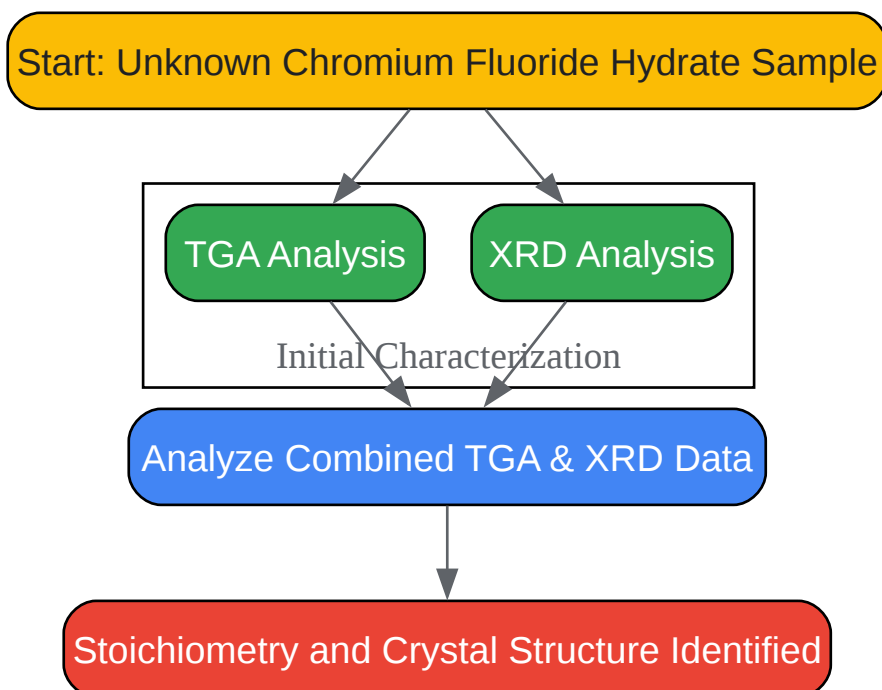 Start: Unknown Chromium Fluoride Hydrate Sample
TGA Analysis
XRD Analysis
Initial Characterization
Analyze Combined TGA & XRD Data
Stoichiometry and Crystal Structure Identified